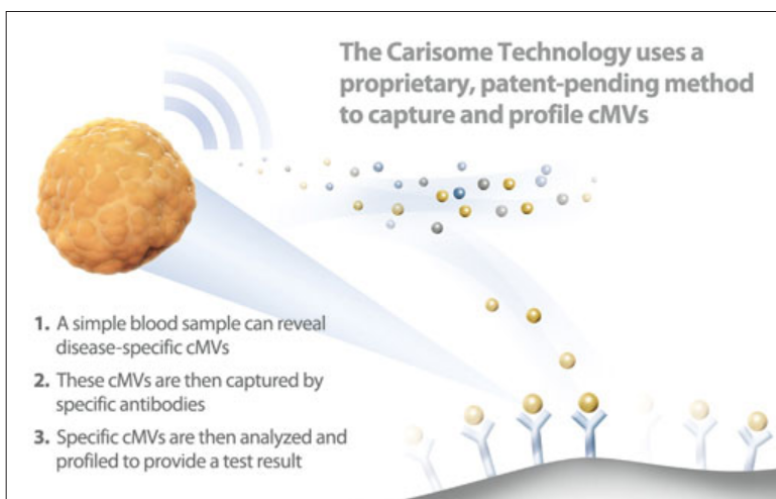 The Carisome Technology uses a
proprietary, patent-pending method
to capture and profile cMVs
1. A simple blood sample can reveal
disease-specific cMVs
2. These cMVs are then captured by
specific antibodies
3. Specific cMVs are then analyzed and
profiled to provide a test result